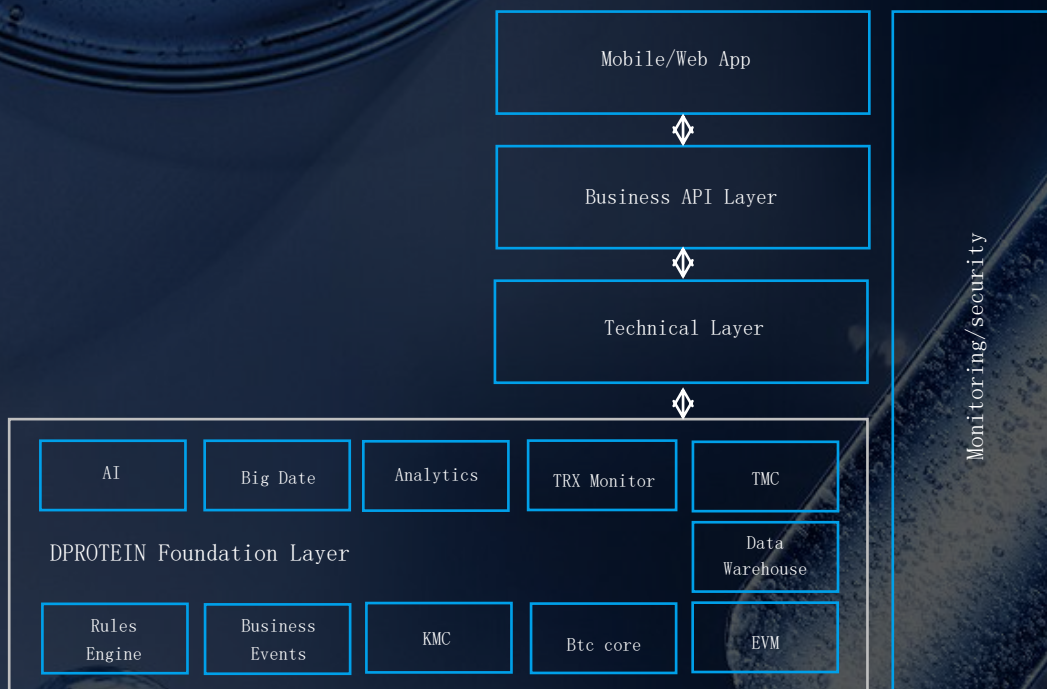 Mobile/Web App
Business API Layer
Technical Layer
Monitoring/security
AI
Big Date
Analytics
TRX Monitor
TMC
DPROTEIN Foundation Layer
Data
Warehouse
Rules
Engine
Business
Events
KMC
Btc core
EVM